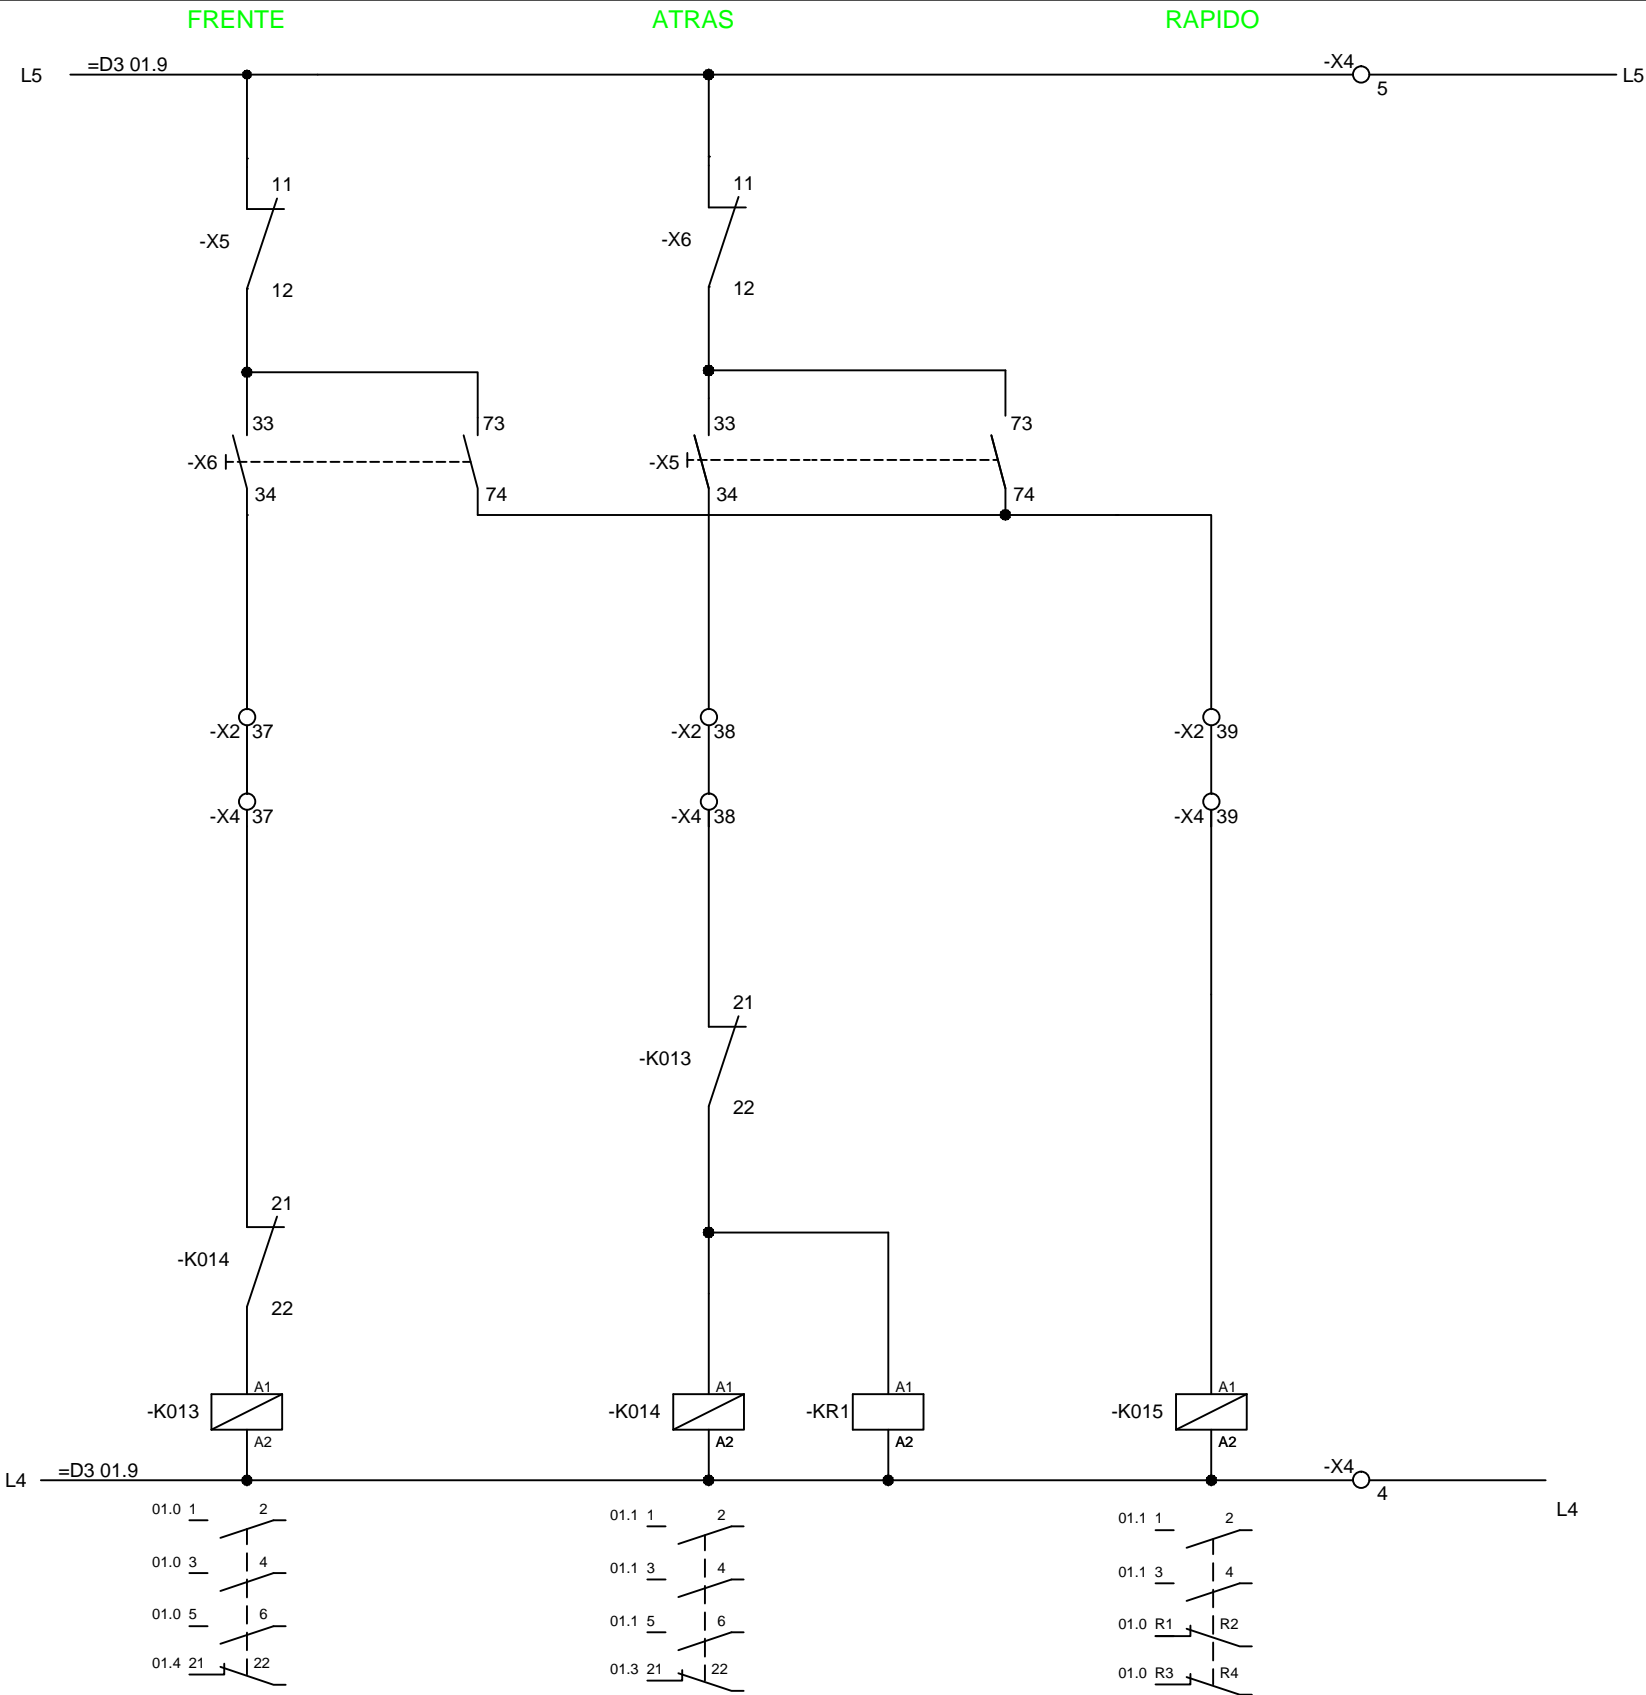 FRENTE ATRAS RAPIDO
L5 =D3 01.9 -X4 5 L5
11 11
-X5 -X6
12 12
33 73 33 73
-X6 -X5
34 74 34 74
-X2 37 -X2 38 -X2 39
-X4 37 -X4 38 -X4 39
21
-K013
22
21
-K014
22
A1 A1 A1 A1
-K013 -K014 -KR1 -K015
A2 A2 A2 A2
L4 =D3 01.9 -X4 4 L4
01.0 1 2 01.1 1 2 01.1 1 2
01.0 3 4 01.1 3 4 01.1 3 4
01.0 5 6 01.1 5 6 01.0 R1 R2
01.4 21 22 01.3 21 22 01.0 R3 R4